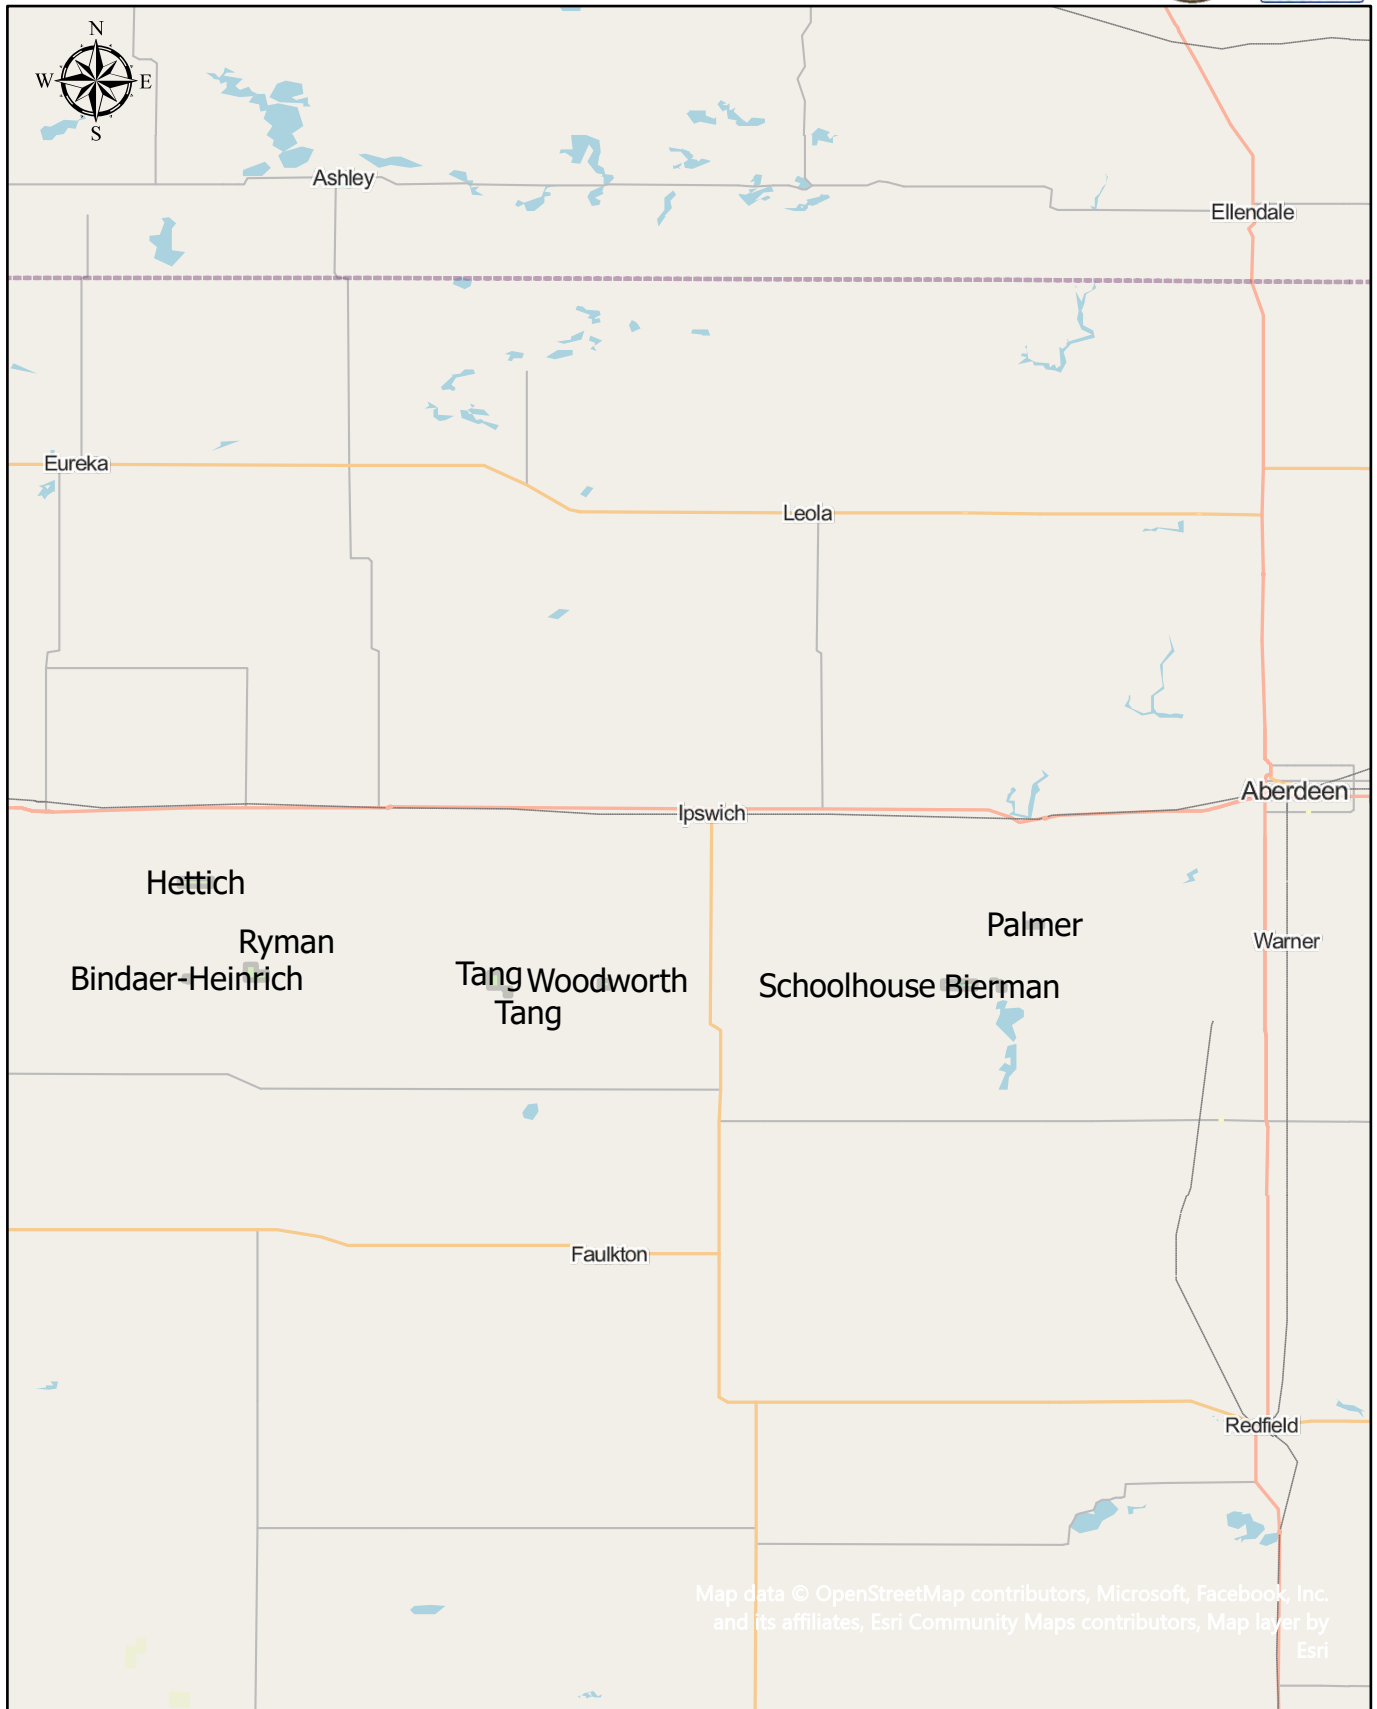 N
W E
S
Ashley
Ellendale
Eureka
Leola
Aberdeen
Ipswich
Hettich
Palmer
Ryman
Warner
Bindaer-Heinrich
Tang Woodworth
Schoolhouse Bierman
Tang
Faulkton
Redfield
Map data © OpenStreetMap contributors, Microsoft, Facebook, Inc.
and its affiliates, Esri Community Maps contributors, Map layer by
Esri